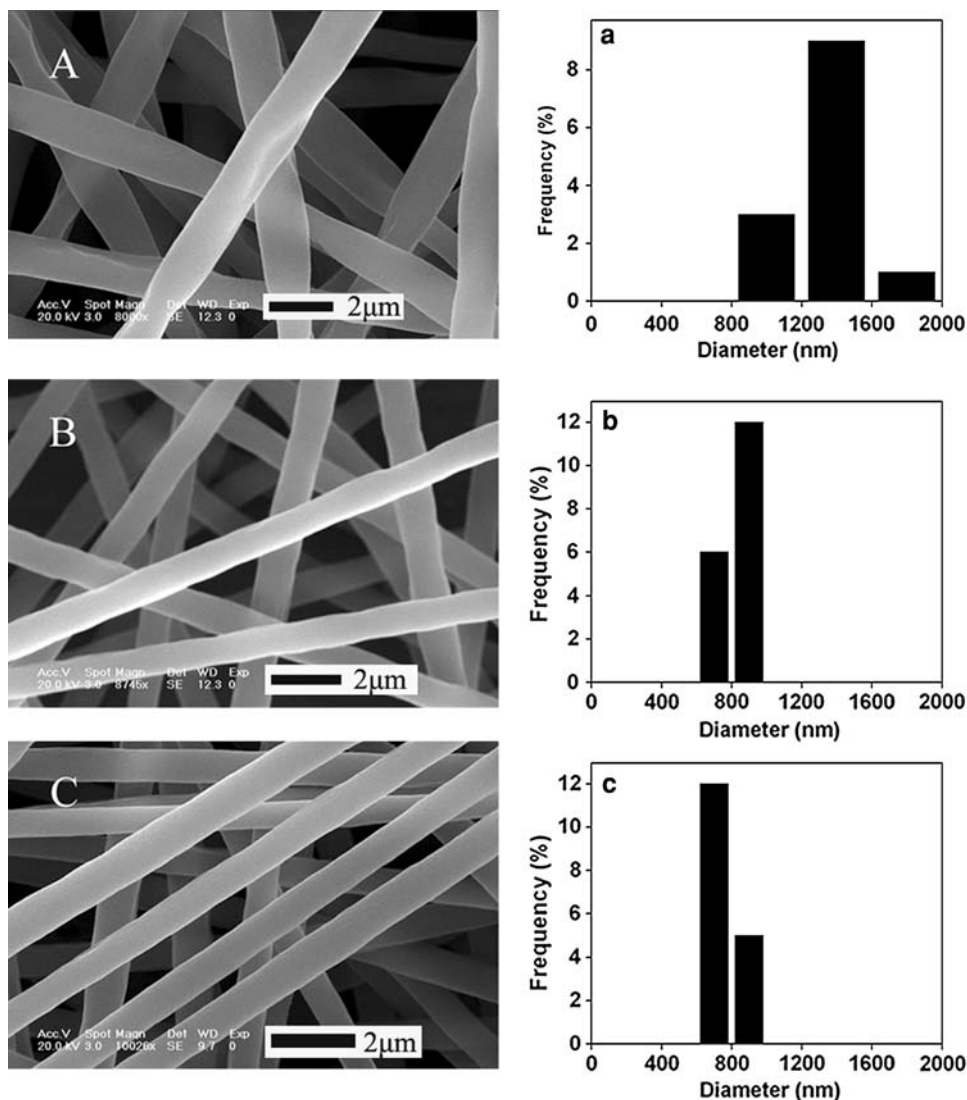 A
Acc.V Spot Magn Det WD Exp
20.0 kV 3.0 8000x SE 12.3 0
2μm
a
Frequency (%)
8
6
4
2
0
0 400 800 1200 1600 2000
Diameter (nm)
B
Acc.V Spot Magn Det WD Exp
20.0 kV 3.0 8745x SE 12.3 0
2μm
b
Frequency (%)
12
10
8
6
4
2
0
0 400 800 1200 1600 2000
Diameter (nm)
C
Acc.V Spot Magn Det WD Exp
20.0 kV 3.0 10026x SE 9.7 0
2μm
c
Frequency (%)
12
10
8
6
4
2
0
0 400 800 1200 1600 2000
Diameter (nm)